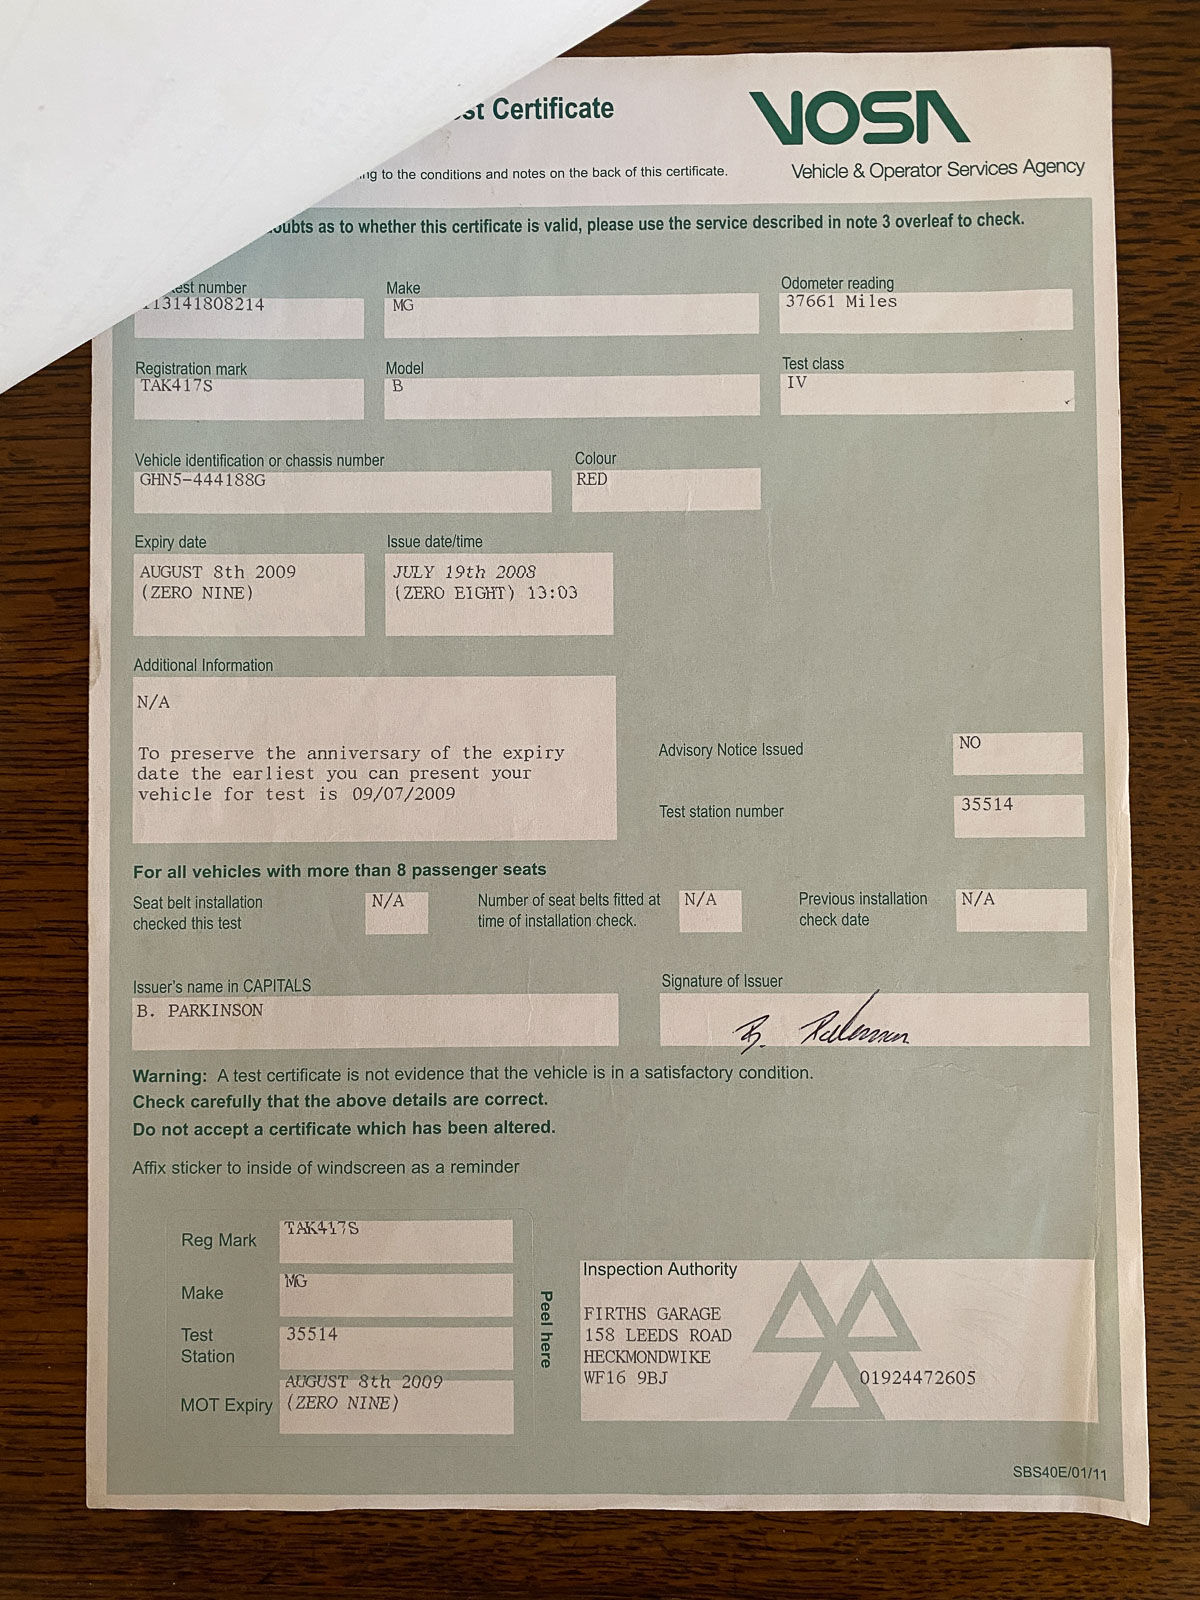 Certificate
VOSA
to the conditions and notes on the back of this certificate.
Vehicle & Operator Services Agency
as to whether this certificate is valid, please use the service described in note 3 overleaf to check.
number
Make
Odometer reading
MG
37661 Miles
Registration mark
Model
Test class
TAK417S
B
IV
Vehicle identification or chassis number
Colour
GHN5-444188G
RED
Expiry date
Issue date/time
AUGUST 8th 2009
(ZERO NINE)
JULY 19th 2008
(ZERO EIGHT) 13:03
Additional Information
N/A
To preserve the anniversary of the expiry
date the earliest you can present your
vehicle for test is 09/07/2009
Advisory Notice Issued
NO
Test station number
35514
For all vehicles with more than 8 passenger seats
Seat belt installation
checked this test
N/A
Number of seat belts fitted at
time of installation check.
N/A
Previous installation
check date
N/A
Issuer's name in CAPITALS
B. PARKINSON
Signature of Issuer
B.
Warning: A test certificate is not evidence that the vehicle is in a satisfactory condition.
Check carefully that the above details are correct.
Do not accept a certificate which has been altered.
Affix sticker to inside of windscreen as a reminder
Reg Mark
TAK417S
Make
MG
Test
Station
35514
MOT Expiry
AUGUST 8th 2009
(ZERO NINE)
Peel here
Inspection Authority
FIRTHS GARAGE
158 LEEDS ROAD
HECKMONDWIKE
WF16 9BJ
01924472605
SBS40E/01/11